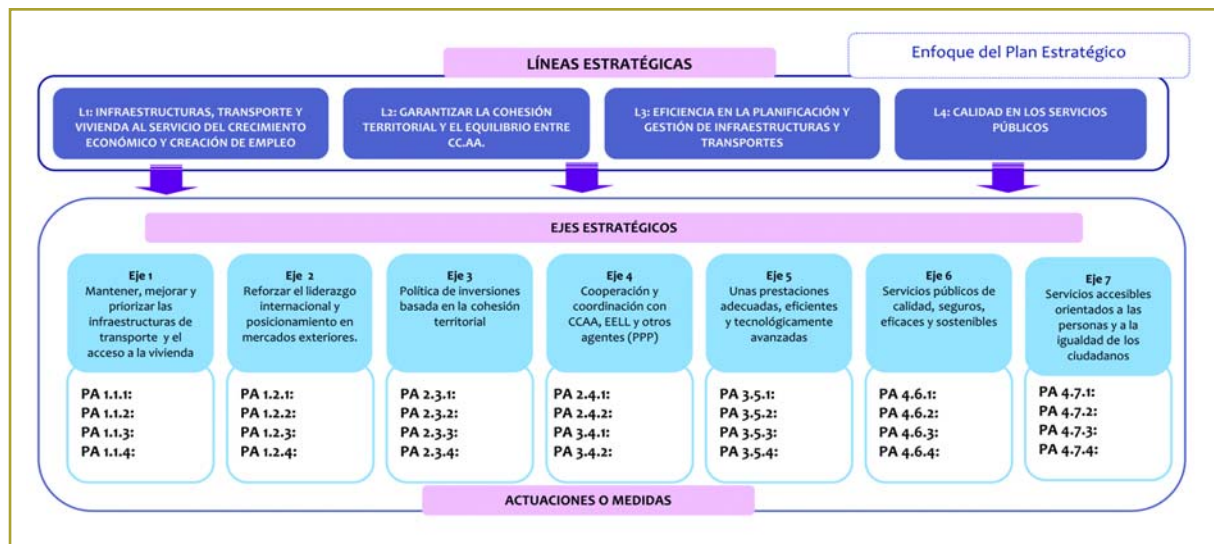 Enfoque del Plan Estratégico
LÍNEAS ESTRATÉGICAS
L1: INFRAESTRUCTURAS, TRANSPORTE Y
VIVIENDA AL SERVICIO DEL CRECIMIENTO
ECONÓMICO Y CREACIÓN DE EMPLEO
L2: GARANTIZAR LA COHESIÓN
TERRITORIAL Y EL EQUILIBRIO ENTRE
CC.AA.
L3: EFICIENCIA EN LA PLANIFICACIÓN Y
GESTIÓN DE INFRAESTRUCTURAS Y
TRANSPORTES
L4: CALIDAD EN LOS SERVICIOS
PÚBLICOS
EJES ESTRATÉGICOS
Eje 1
Mantener, mejorar y
priorizar las
infraestructuras de
transporte y el
acceso a la vivienda
PA 1.1.1:
PA 1.1.2:
PA 1.1.3:
PA 1.1.4:
Eje 2
Reforzar el liderazgo
internacional y
posicionamiento en
mercados exteriores.
PA 1.2.1:
PA 1.2.2:
PA 1.2.3:
PA 1.2.4:
Eje 3
Política de inversiones
basada en la cohesión
territorial
PA 2.3.1:
PA 2.3.2:
PA 2.3.3:
PA 2.3.4:
Eje 4
Cooperación y
coordinación con
CCAA, EELL y otros
agentes (PPP)
PA 2.4.1:
PA 2.4.2:
PA 3.4.1:
PA 3.4.2:
Eje 5
Unas prestaciones
adecuadas, eficientes
y tecnológicamente
avanzadas
PA 3.5.1:
PA 3.5.2:
PA 3.5.3:
PA 3.5.4:
Eje 6
Servicios públicos de
calidad, seguros,
eficaces y sostenibles
PA 4.6.1:
PA 4.6.2:
PA 4.6.3:
PA 4.6.4:
Eje 7
Servicios accesibles
orientados a las
personas y a la
igualdad de los
ciudadanos
PA 4.7.1:
PA 4.7.2:
PA 4.7.3:
PA 4.7.4:
ACTUACIONES O MEDIDAS